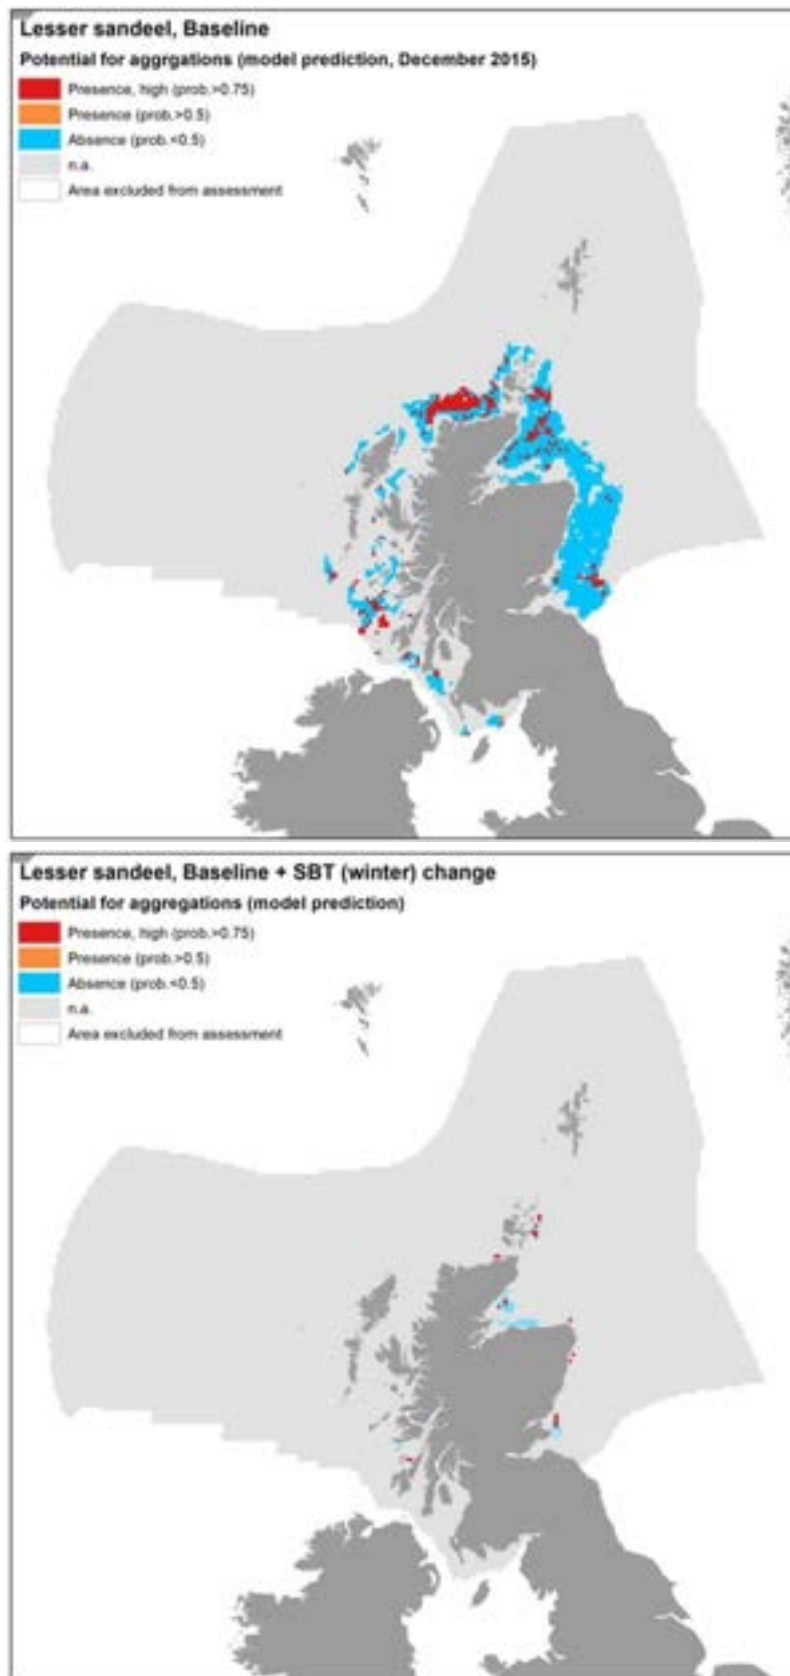 Lesser sandeel, Baseline
Potential for aggrgations (model prediction, December 2015)
Presence, high (prob.>0.75)
Presence (prob.>0.5)
Absence (prob.<0.5)
n.a.
Area excluded from assessment
Lesser sandeel, Baseline + SBT (winter) change
Potential for aggregations (model prediction)
Presence, high (prob.>0.75)
Presence (prob.>0.5)
Absence (prob.<0.5)
n.a.
Area excluded from assessment